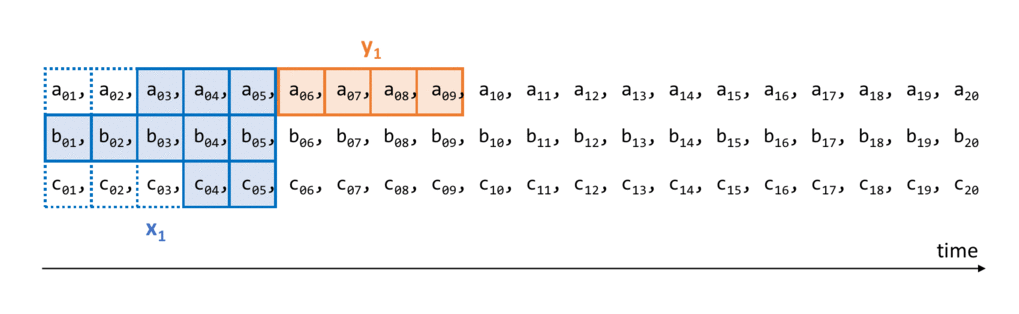 y₁
a₀₁, a₀₂, a₀₃, a₀₄, a₀₅, a₀₆, a₀₇, a₀₈, a₀₉, a₁₀, a₁₁, a₁₂, a₁₃, a₁₄, a₁₅, a₁₆, a₁₇, a₁₈, a₁₉, a₂₀
b₀₁, b₀₂, b₀₃, b₀₄, b₀₅, b₀₆, b₀₇, b₀₈, b₀₉, b₁₀, b₁₁, b₁₂, b₁₃, b₁₄, b₁₅, b₁₆, b₁₇, b₁₈, b₁₉, b₂₀
c₀₁, c₀₂, c₀₃, c₀₄, c₀₅, c₀₆, c₀₇, c₀₈, c₀₉, c₁₀, c₁₁, c₁₂, c₁₃, c₁₄, c₁₅, c₁₆, c₁₇, c₁₈, c₁₉, c₂₀
x₁
time